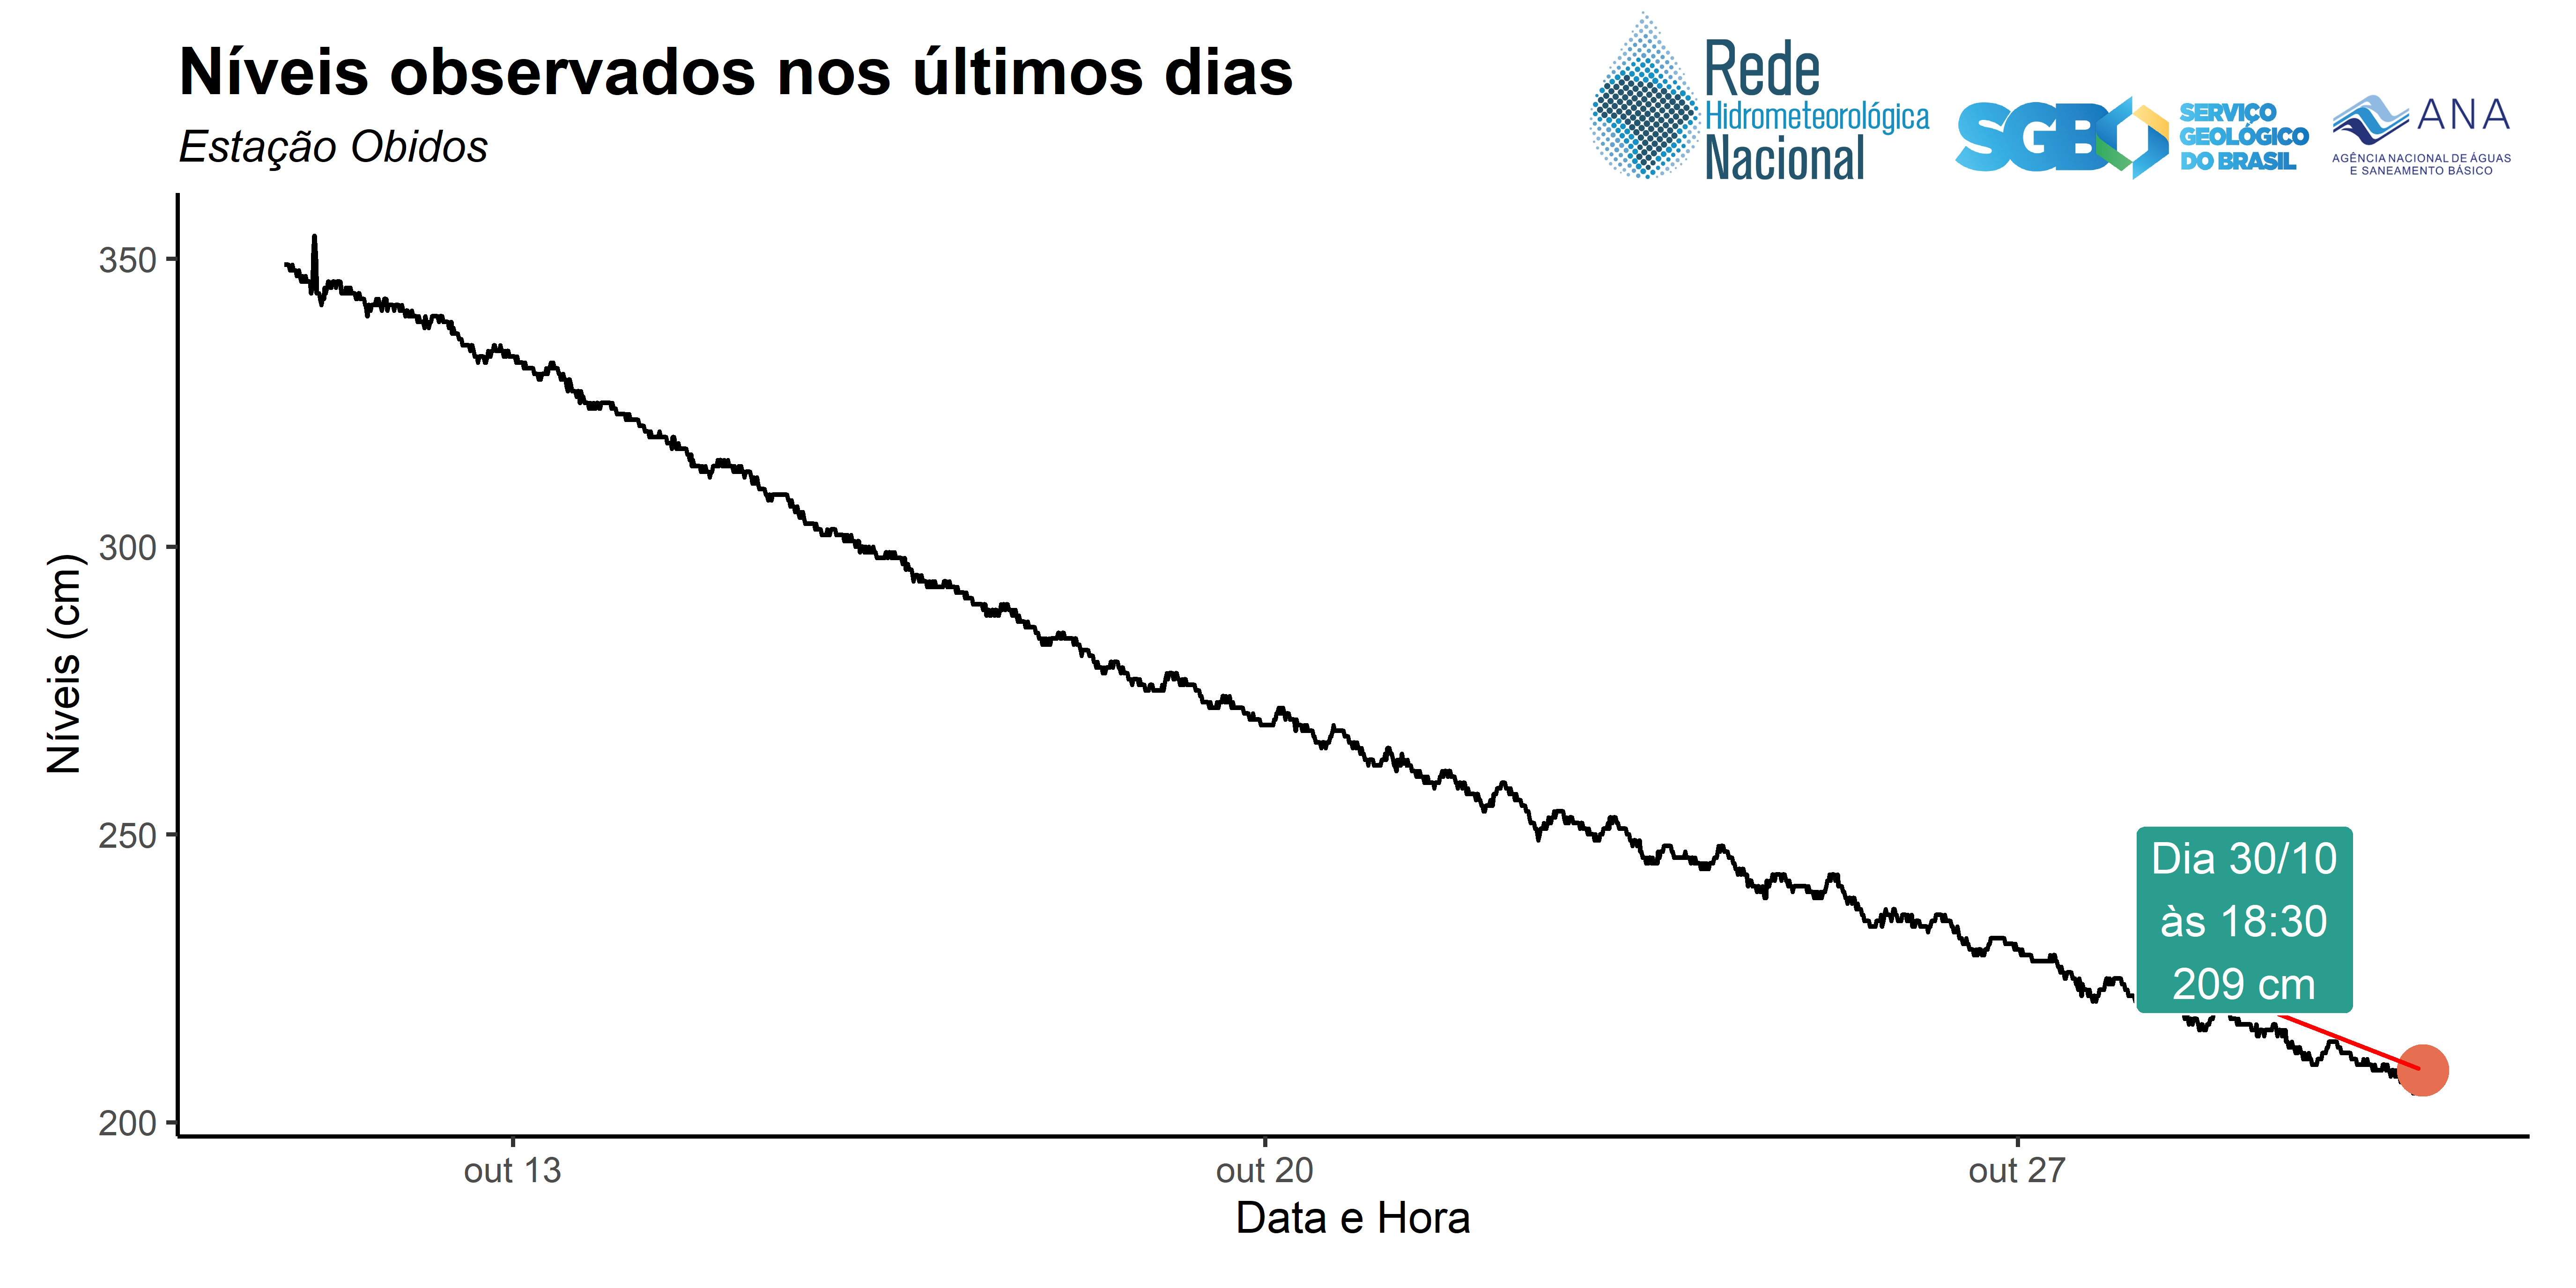 Níveis observados nos últimos dias
Estação Obidos
Rede
Hidrometeorológica
Nacional
SGB
SERVIÇO
GEOLÓGICO
DO BRASIL
ANA
AGÊNCIA NACIONAL DE ÁGUAS
E SANEAMENTO BÁSICO
Níveis (cm)
350
300
250
200
Dia 30/10
às 18:30
209 cm
out 13
out 20
out 27
Data e Hora